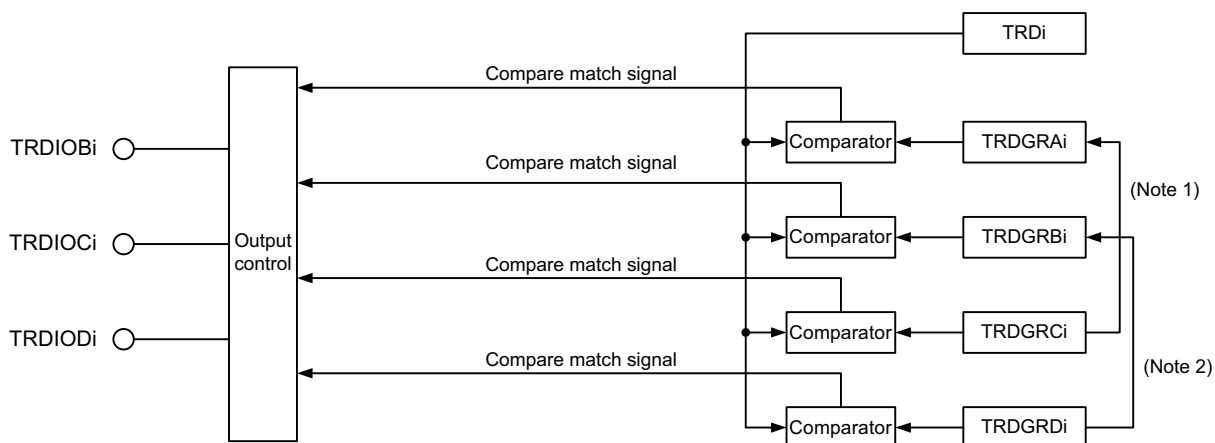 TRDi
Compare match signal
TRDIOBi
Comparator
TRDGRAi
Compare match signal
(Note 1)
TRDIOCi
Output
control
Comparator
TRDGRBi
Compare match signal
TRDIODi
Comparator
TRDGRCi
Compare match signal
(Note 2)
Comparator
TRDGRDi